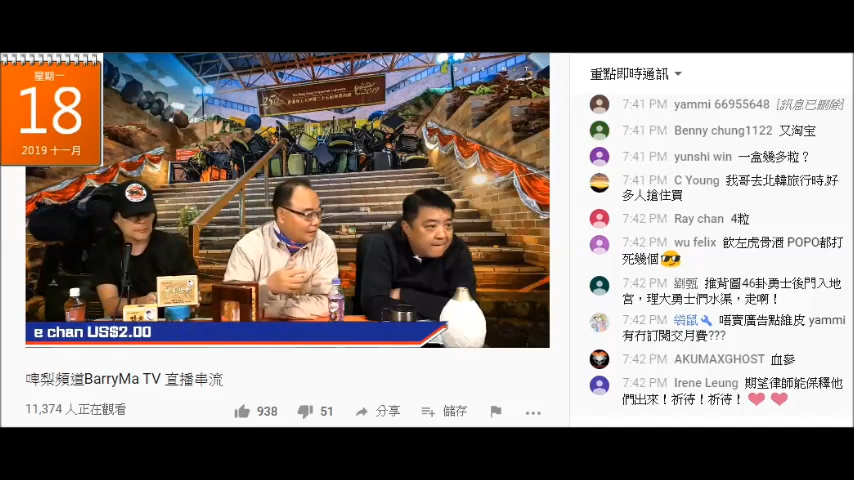 星期一
18
2019 十一月
25
2019
e chan US$2.00
啤梨頻道BarryMa TV 直播串流
11,374 人正在觀看
938
51
分享
儲存
重點即時通訊
7:41 PM yammi 66955648 [訊息已刪除]
7:41 PM Benny chung1122 又淘宝
7:41 PM yunshi win 一盒幾多粒？
7:41 PM C Young 我哥去北韓旅行時,好
多人搶住買
7:42 PM Ray chan 4粒
7:42 PM wu felix 飲左虎骨酒 POPO都打
死幾個😎
7:42 PM 劉甄 推背圖46卦勇士後門入地
宮，理大勇士們水渠，走啊！
7:42 PM 袋鼠 唔賣廣告點維皮 yammi
有冇訂閱交月費???
7:42 PM AKUMAXGHOST 血參
7:42 PM Irene Leung 期望律師能保釋他
們出來！祈待！祈待！❤❤